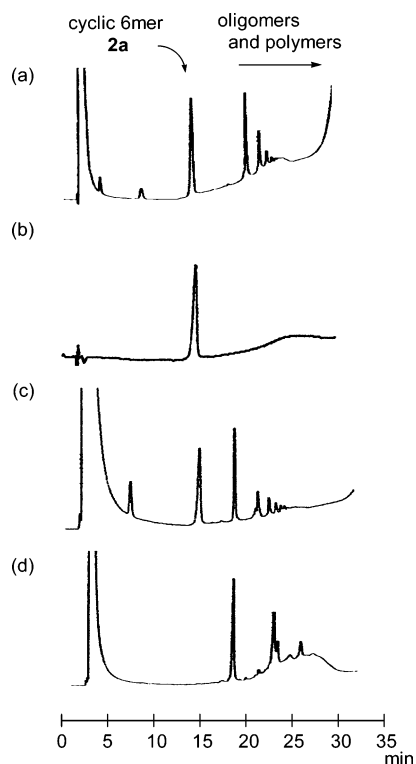 cyclic 6mer
2a
oligomers
and polymers
(a)
(b)
(c)
(d)
0 5 10 15 20 25 30 35
min